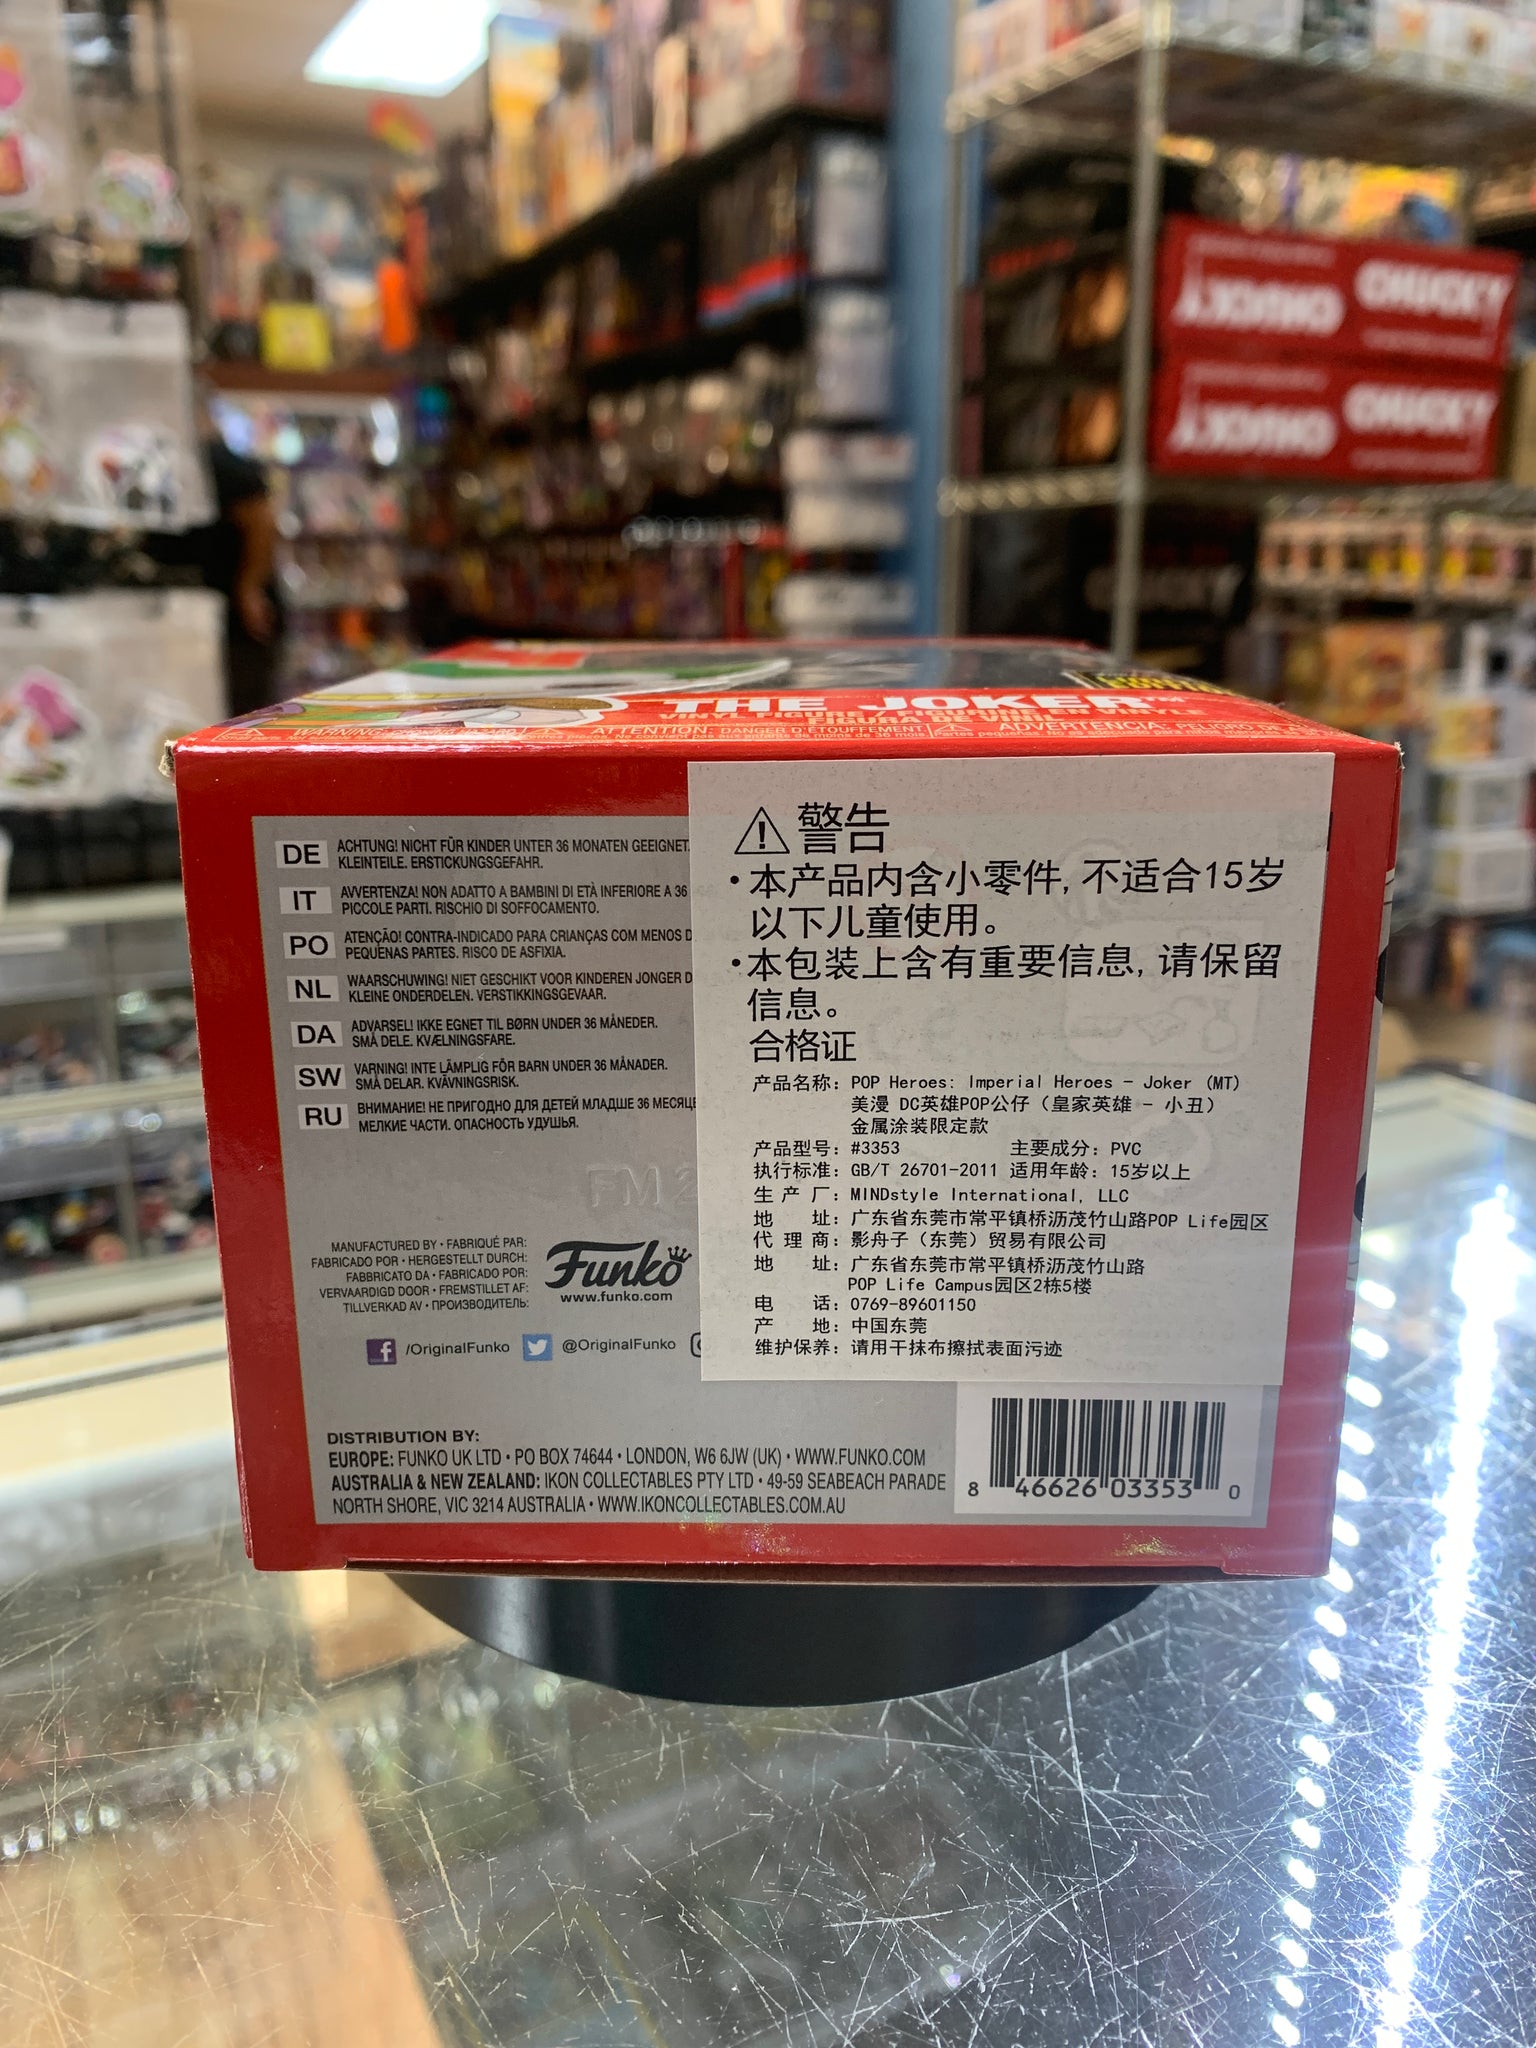 CHUCKY
CHUCKY
THE JOKER™
VINYL FIGURE
FIGURA DE VINIL
WARNING:
ATTENTION: DANGER D'ÉTOUFFEMENT
ADVERTENCIA: PELIGRO
DE ACHTUNG! NICHT FÜR KINDER UNTER 36 MONATEN GEEIGNET.
KLEINTEILE. ERSTICKUNGSGEFAHR.
IT AVVERTENZA! NON ADATTO A BAMBINI DI ETÀ INFERIORE A 36
PICCOLE PARTI. RISCHIO DI SOFFOCAMENTO.
PO ATENÇÃO! CONTRA-INDICADO PARA CRIANÇAS COM MENOS D
PEQUENAS PARTES. RISCO DE ASFIXIA.
NL WAARSCHUWING! NIET GESCHIKT VOOR KINDEREN JONGER D
KLEINE ONDERDELEN. VERSTIKKINGSGEVAAR.
DA ADVARSEL! IKKE EGNET TIL BØRN UNDER 36 MÅNEDER.
SMÅ DELE. KVÆLNINGSFARE.
SW VARNING! INTE LÄMPLIG FÖR BARN UNDER 36 MÅNADER.
SMÅ DELAR. KVÄVNINGSRISK.
RU ВНИМАНИЕ! НЕ ПРИГОДНО ДЛЯ ДЕТЕЙ МЛАДШЕ 36 МЕСЯЦЕ
МЕЛКИЕ ЧАСТИ. ОПАСНОСТЬ УДУШЬЯ.
FM 2
MANUFACTURED BY • FABRIQUÉ PAR:
FABRICADO POR • HERGESTELLT DURCH:
FABBRICATO DA • FABRICADO POR:
VERVAARDIGD DOOR • FREMSTILLET AF:
TILLVERKAD AV • ПРОИЗВОДИТЕЛЬ:
Funko
www.funko.com
/OriginalFunko @OriginalFunko
⚠警告
•本产品内含小零件, 不适合15岁
以下儿童使用。
•本包装上含有重要信息, 请保留
信息。
合格证
产品名称: POP Heroes: Imperial Heroes - Joker (MT)
美漫 DC英雄POP公仔 (皇家英雄 - 小丑)
金属涂装限定款
产品型号: #3353 主要成分: PVC
执行标准: GB/T 26701-2011 适用年龄: 15岁以上
生 产 厂: MINDstyle International, LLC
地 址: 广东省东莞市常平镇桥沥茂竹山路POP Life园区
代 理 商: 影舟子 (东莞) 贸易有限公司
地 址: 广东省东莞市常平镇桥沥茂竹山路
POP Life Campus园区2栋5楼
电 话: 0769-89601150
产 地: 中国东莞
维护保养: 请用干抹布擦拭表面污迹
DISTRIBUTION BY:
EUROPE: FUNKO UK LTD • PO BOX 74644 • LONDON, W6 6JW (UK) • WWW.FUNKO.COM
AUSTRALIA & NEW ZEALAND: IKON COLLECTABLES PTY LTD • 49-59 SEABEACH PARADE
NORTH SHORE, VIC 3214 AUSTRALIA • WWW.IKONCOLLECTABLES.COM.AU
8 46626 03353 0